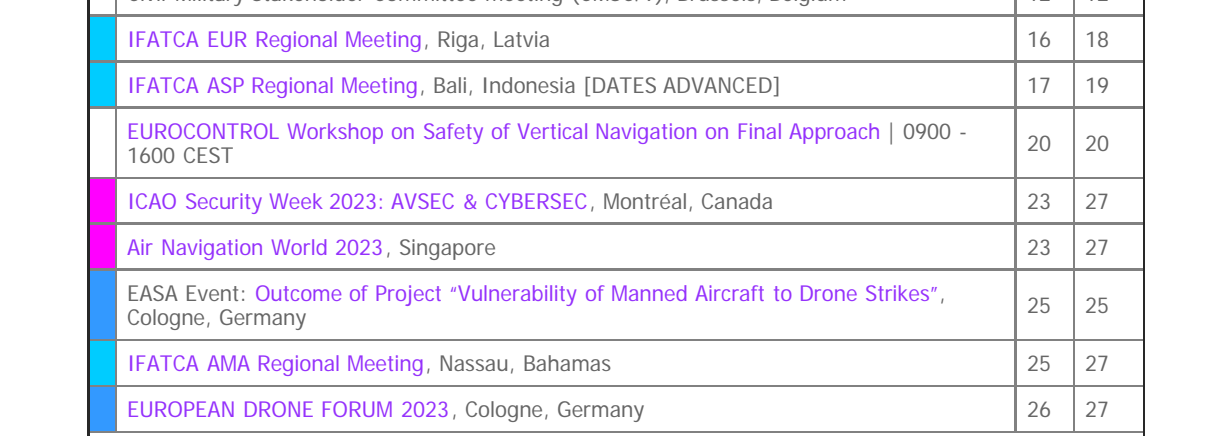 IFATCA EUR Regional Meeting, Riga, Latvia 16 18
IFATCA ASP Regional Meeting, Bali, Indonesia [DATES ADVANCED] 17 19
EUROCONTROL Workshop on Safety of Vertical Navigation on Final Approach | 0900 -
1600 CEST 20 20
ICAO Security Week 2023: AVSEC & CYBERSEC, Montréal, Canada 23 27
Air Navigation World 2023, Singapore 23 27
EASA Event: Outcome of Project “Vulnerability of Manned Aircraft to Drone Strikes”,
Cologne, Germany 25 25
IFATCA AMA Regional Meeting, Nassau, Bahamas 25 27
EUROPEAN DRONE FORUM 2023, Cologne, Germany 26 27